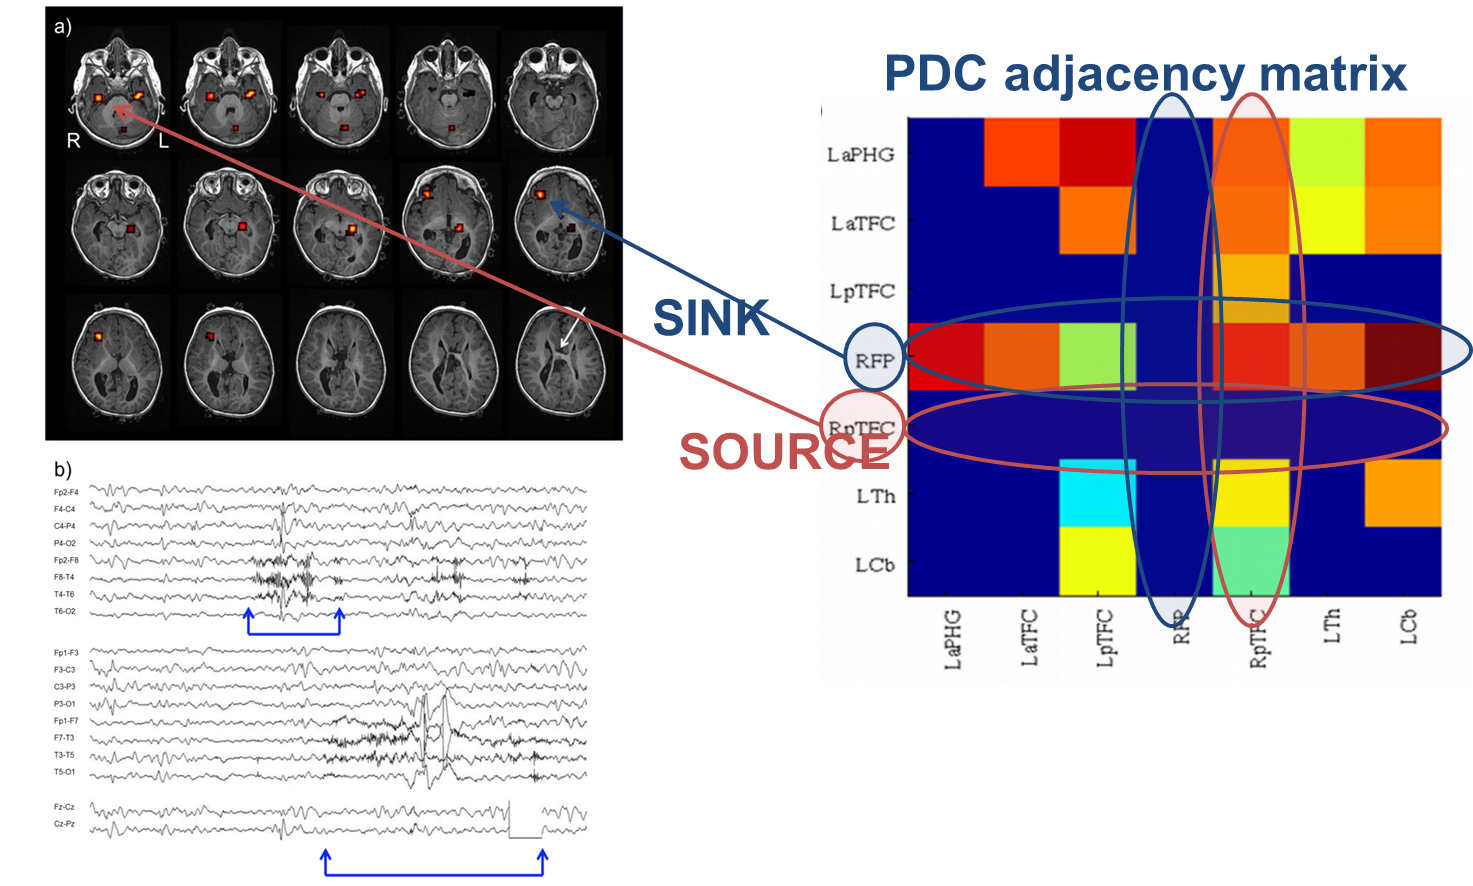 a)
R
L
b)
Fp2-F4
F4-C4
C4-P4
P4-O2
Fp2-F8
F8-T4
T4-T6
T6-O2
Fp1-F3
F3-C3
C3-P3
P3-O1
Fp1-F7
F7-T3
T3-T5
T5-O1
Fz-Cz
Cz-Pz
SINK
SOURCE
PDC adjacency matrix
LaPHG
LaTFC
LpTFC
RFP
RpTFC
LTh
LCb
LaPHG
LaTFC
LpTFC
RFP
RpTFC
LTh
LCb